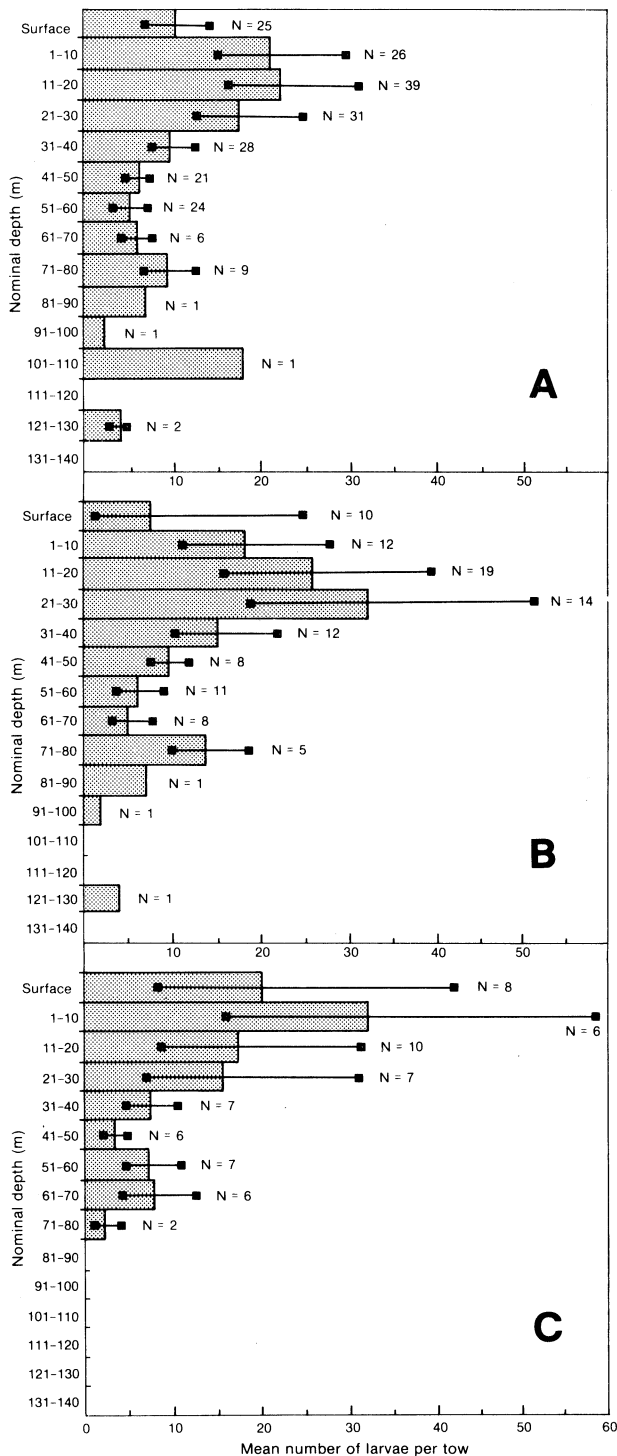 Nominal depth (m)
Surface N = 25
1–10 N = 26
11–20 N = 39
21–30 N = 31
31–40 N = 28
41–50 N = 21
51–60 N = 24
61–70 N = 6
71–80 N = 9
81–90 N = 1
91–100 N = 1
101–110 N = 1
111–120
121–130 N = 2
131–140
A
10 20 30 40 50 60
Nominal depth (m)
Surface N = 10
1–10 N = 12
11–20 N = 19
21–30 N = 14
31–40 N = 12
41–50 N = 8
51–60 N = 11
61–70 N = 8
71–80 N = 5
81–90 N = 1
91–100 N = 1
101–110
111–120
121–130 N = 1
131–140
B
10 20 30 40 50
Nominal depth (m)
Surface N = 8
1–10 N = 6
11–20 N = 10
21–30 N = 7
31–40 N = 7
41–50 N = 6
51–60 N = 7
61–70 N = 6
71–80 N = 2
81–90
91–100
101–110
111–120
121–130
131–140
C
0 10 20 30 40 50 60
Mean number of larvae per tow